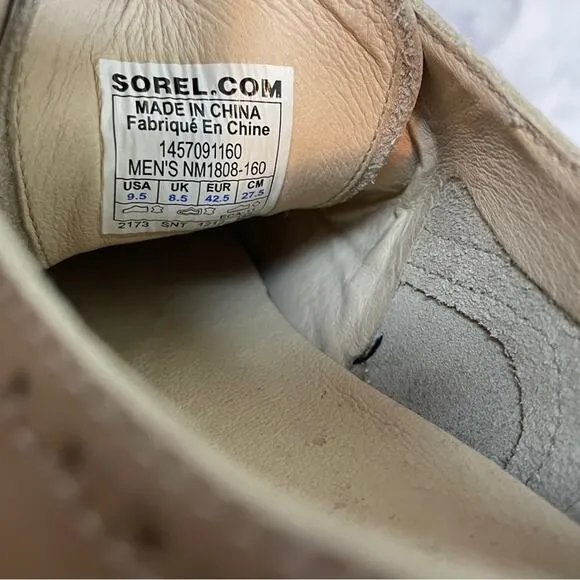 SOREL.COM
MADE IN CHINA
Fabriqué En Chine
1457091160
MEN'S NM1808-160
USA UK EUR CM
9.5 8.5 42.5 27.5
2173 SNT